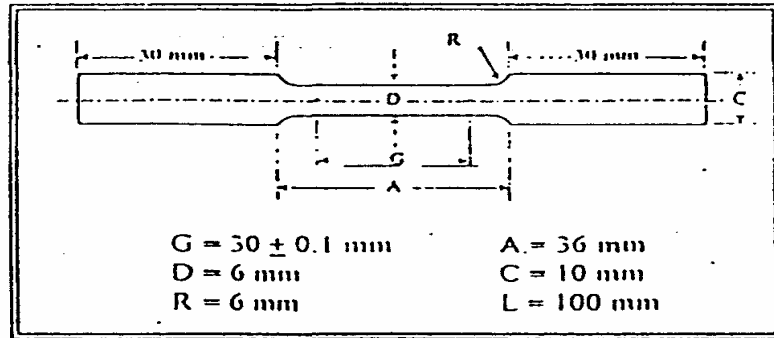 30 mm R 30 mm
D C
G
A
G = 30 ± 0.1 mm A = 36 mm
D = 6 mm C = 10 mm
R = 6 mm L = 100 mm